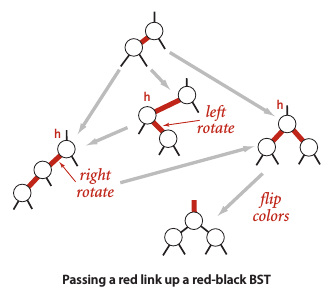 h
left
rotate
h
h
right
rotate
flip
colors
Passing a red link up a red-black BST